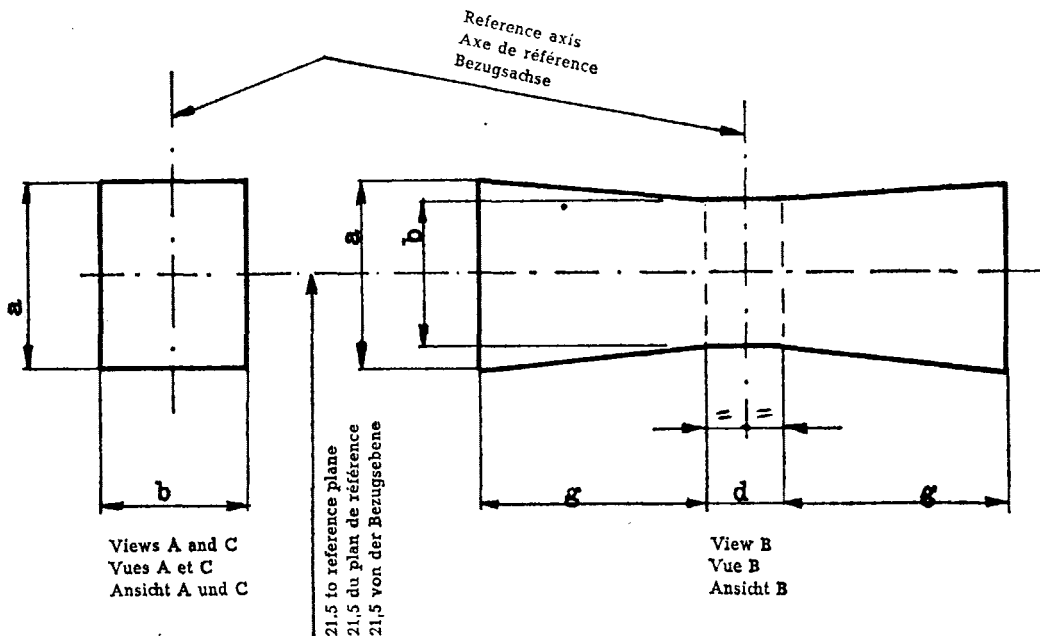 Reference axis
Axe de référence
Bezugsachse
a
b
Views A and C
Vues A et C
Ansicht A und C
21.5 to reference plane
21,5 du plan de référence
21,5 von der Bezugsebene
a
b
= =
g
d
g
View B
Vue B
Ansicht B